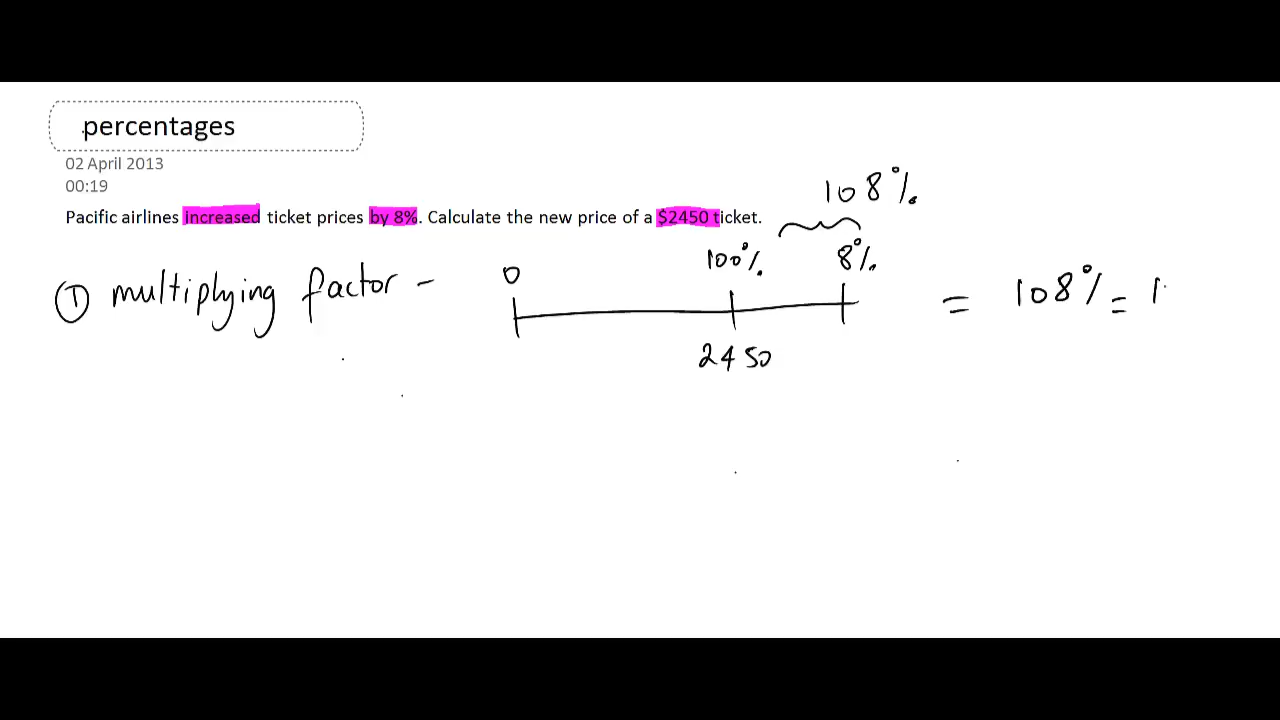 percentages
02 April 2013
00:19
Pacific airlines increased ticket prices by 8%. Calculate the new price of a $2450 ticket.
108%
100% 8%
① multiplying factor - 0 = 108% = 1
2450